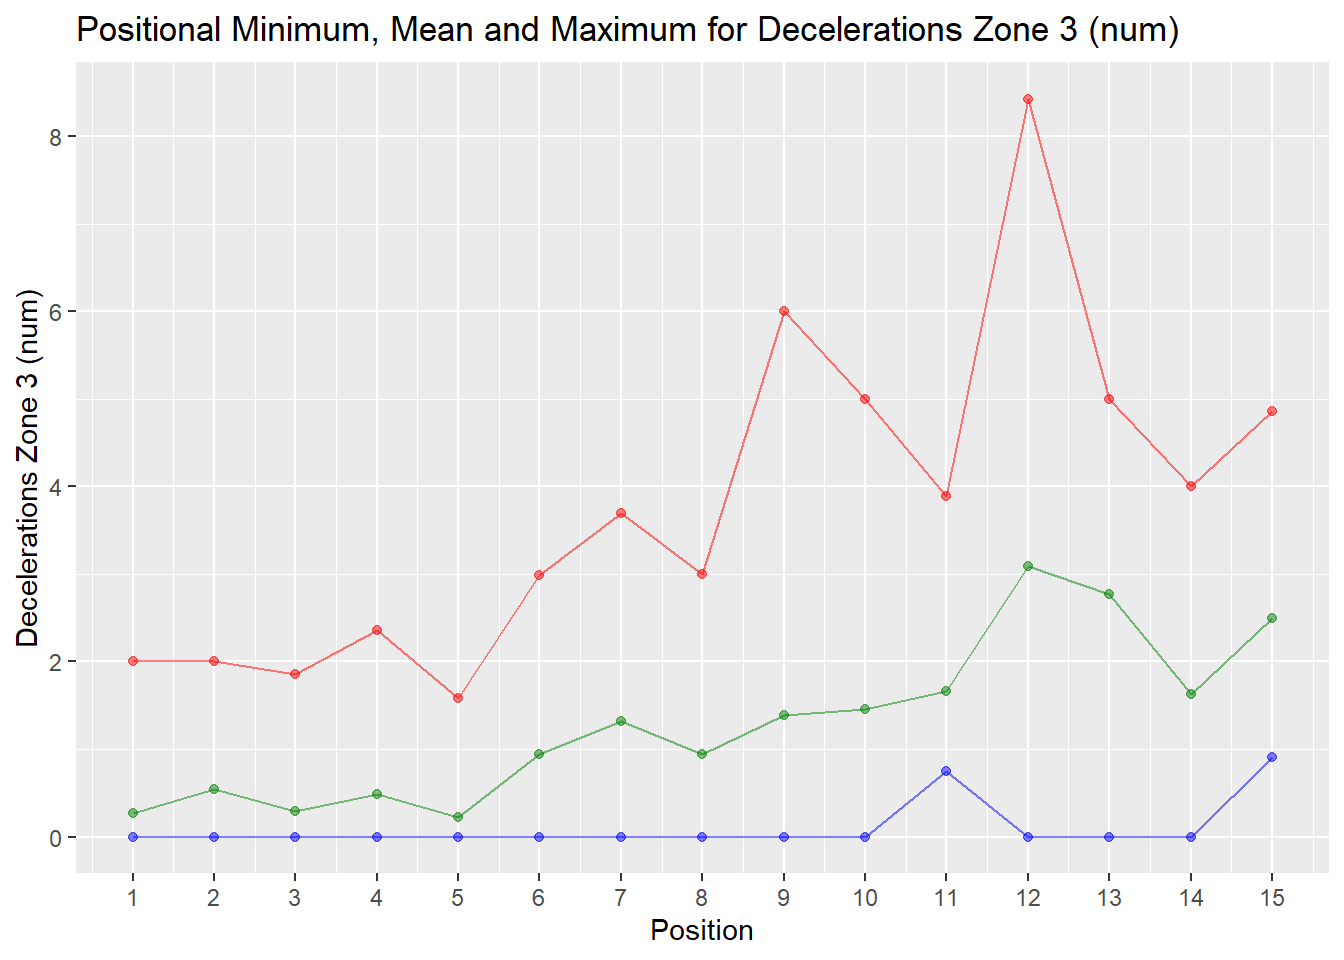 Positional Minimum, Mean and Maximum for Decelerations Zone 3 (num)
Decelerations Zone 3 (num)
8
6
4
2
0
1 2 3 4 5 6 7 8 9 10 11 12 13 14 15
Position